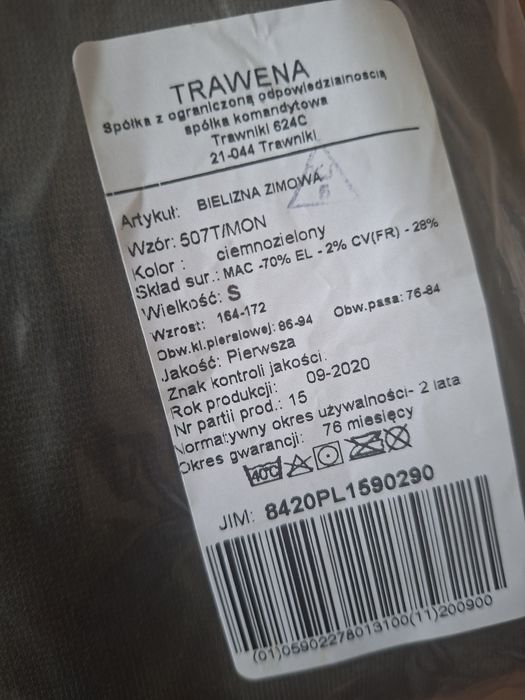 TRAWENA
Spółka z ograniczoną odpowiedzialnością
spółka komandytowa
Trawniki 624C
21-044 Trawniki
Artykuł: BIELIZNA ZIMOWA
Wzór: 507T/MON
Kolor : ciemnozielony
Skład sur.: MAC -70% EL - 2% CV(FR) - 28%
Wielkość: S
Wzrost: 164-172
Obw.kl.piersiowej: 86-94 Obw.pasa: 76-84
Jakość: Pierwsza
Znak kontroli jakości.
Rok produkcji: 09-2020
Nr partii prod.: 15
Normatywny okres używalności- 2 lata
Okres gwarancji: 76 miesięcy
40°C
JIM: 8420PL1590290
(01)05902278013100(11)200900